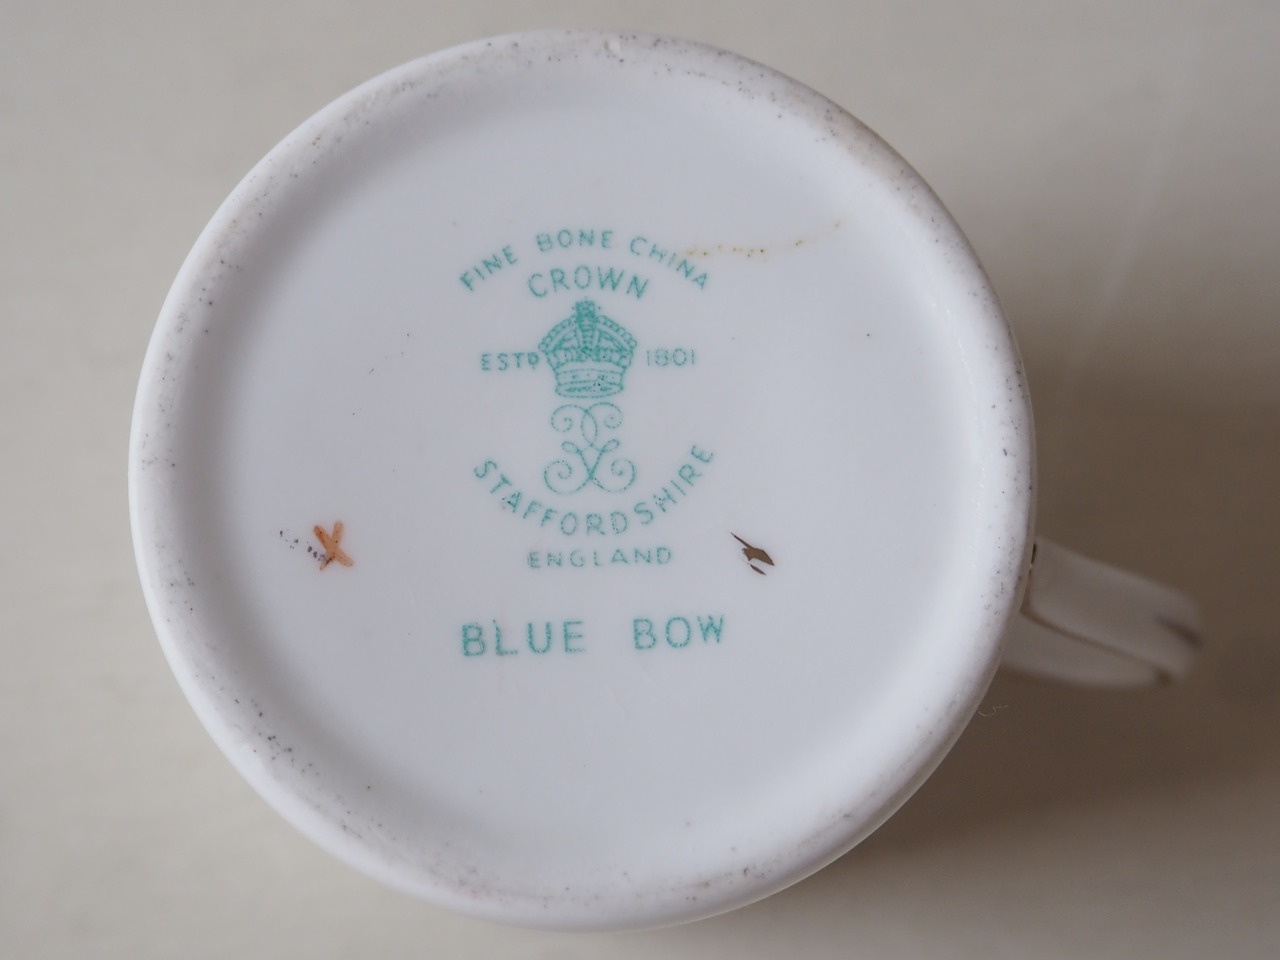 FINE BONE CHINA
CROWN
ESTD 1801
STAFFORDSHIRE
ENGLAND
BLUE BOW
X